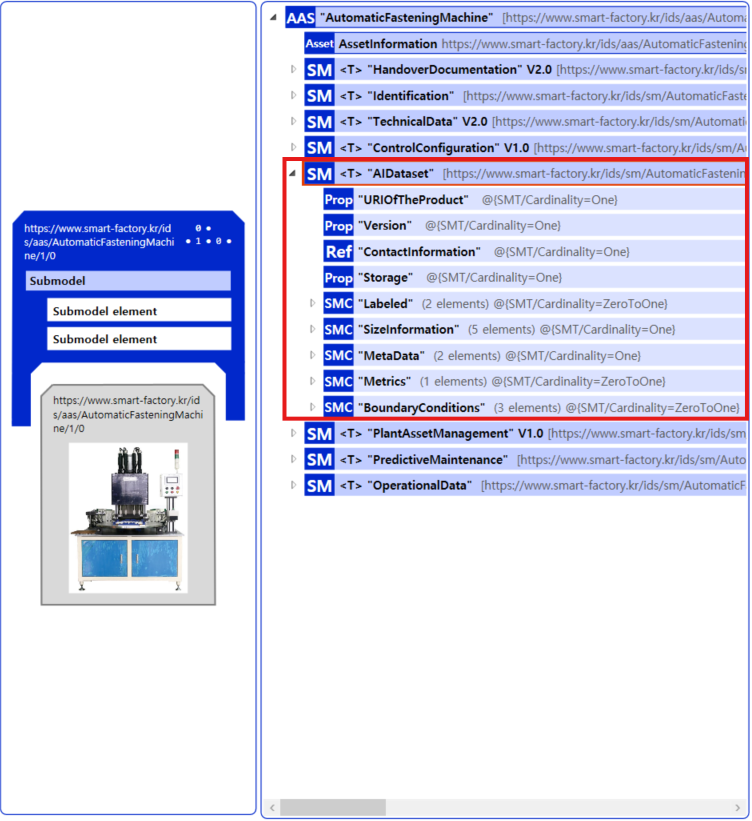 https://www.smart-factory.kr/id
s/aas/AutomaticFasteningMachi
ne/1/0
0
1 0
Submodel
Submodel element
Submodel element
https://www.smart-factory.kr/id
s/aas/AutomaticFasteningMachi
ne/1/0
AAS "AutomaticFasteningMachine" [https://www.smart-factory.kr/ids/aas/Automa
Asset AssetInformation https://www.smart-factory.kr/ids/aas/AutomaticFastening
SM <T> "HandoverDocumentation" V2.0 [https://www.smart-factory.kr/ids/s
SM <T> "Identification" [https://www.smart-factory.kr/ids/sm/AutomaticFaste
SM <T> "TechnicalData" V2.0 [https://www.smart-factory.kr/ids/sm/Automati
SM <T> "ControlConfiguration" V1.0 [https://www.smart-factory.kr/ids/sm/A
SM <T> "AIDataset" [https://www.smart-factory.kr/ids/sm/AutomaticFastenin
Prop "URIOfTheProduct" @{SMT/Cardinality=One}
Prop "Version" @{SMT/Cardinality=One}
Ref "ContactInformation" @{SMT/Cardinality=One}
Prop "Storage" @{SMT/Cardinality=One}
SMC "Labeled" (2 elements) @{SMT/Cardinality=ZeroToOne}
SMC "SizeInformation" (5 elements) @{SMT/Cardinality=One}
SMC "MetaData" (2 elements) @{SMT/Cardinality=One}
SMC "Metrics" (1 elements) @{SMT/Cardinality=ZeroToOne}
SMC "BoundaryConditions" (3 elements) @{SMT/Cardinality=ZeroToOne}
SM <T> "PlantAssetManagement" V1.0 [https://www.smart-factory.kr/ids/sm
SM <T> "PredictiveMaintenance" [https://www.smart-factory.kr/ids/sm/Auto
SM <T> "OperationalData" [https://www.smart-factory.kr/ids/sm/AutomaticF